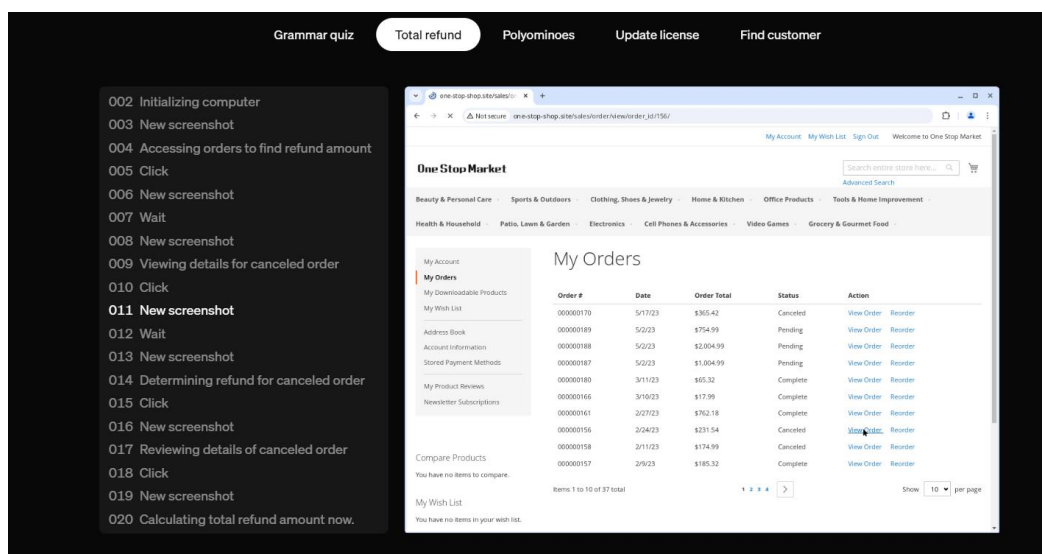 Grammar quiz Total refund Polyominoes Update license Find customer
002 Initializing computer
003 New screenshot
004 Accessing orders to find refund amount
005 Click
006 New screenshot
007 Wait
008 New screenshot
009 Viewing details for canceled order
010 Click
011 New screenshot
012 Wait
013 New screenshot
014 Determining refund for canceled order
015 Click
016 New screenshot
017 Reviewing details of canceled order
018 Click
019 New screenshot
020 Calculating total refund amount now.
one-stop-shop.site/sales/
Not secure one-stop-shop.site/sales/order/view/order_id/156/
My Account My Wish List Sign Out Welcome to One Stop Market
One Stop Market
Search entire store here...
Advanced Search
Beauty & Personal Care Sports & Outdoors Clothing, Shoes & Jewelry Home & Kitchen Office Products Tools & Home Improvement
Health & Household Patio, Lawn & Garden Electronics Cell Phones & Accessories Video Games Grocery & Gourmet Food
My Account
My Orders
My Downloadable Products
My Wish List
Address Book
Account Information
Stored Payment Methods
My Product Reviews
Newsletter Subscriptions
Compare Products
You have no items to compare.
My Wish List
You have no items in your wish list.
My Orders
Order # Date Order Total Status Action
000000170 5/17/23 $365.42 Canceled View Order Reorder
000000189 5/2/23 $754.99 Pending View Order Reorder
000000188 5/2/23 $2,004.99 Pending View Order Reorder
000000187 5/2/23 $1,004.99 Pending View Order Reorder
000000180 3/11/23 $65.32 Complete View Order Reorder
000000166 3/10/23 $17.99 Complete View Order Reorder
000000161 2/27/23 $762.18 Complete View Order Reorder
000000156 2/24/23 $231.54 Canceled View Order Reorder
000000158 2/11/23 $174.99 Canceled View Order Reorder
000000157 2/9/23 $185.32 Complete View Order Reorder
Items 1 to 10 of 37 total 1 2 3 4 Show 10 per page